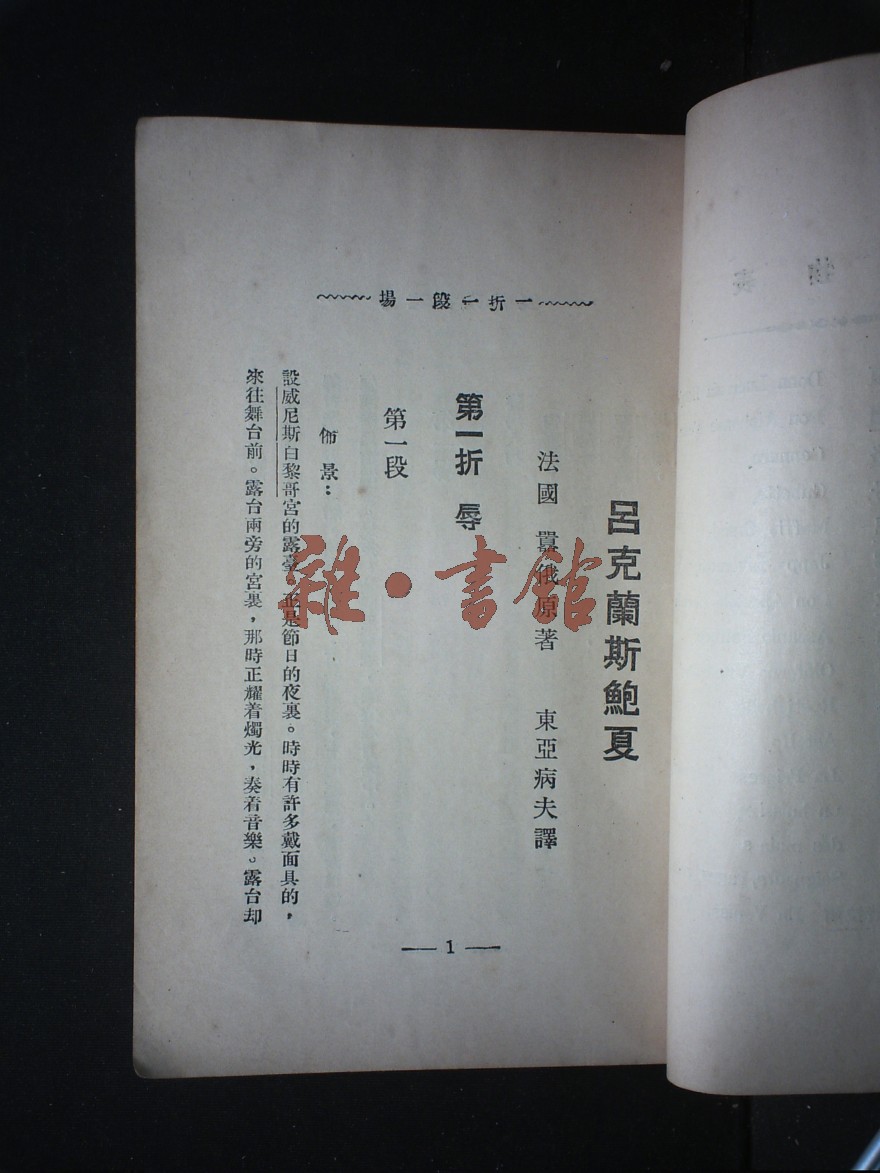 場一段一折一
呂克蘭斯鮑夏
法國 囂俄原著 東亞病夫譯
第一折 辱
第一段
佈景：
設威尼斯白黎哥宮的露臺，正是節日的夜裏。時時有許多戴面具的，
來往舞台前。露台兩旁的宮裏，那時正耀着燭光，奏着音樂。露台却
1
雜·書館
物 表